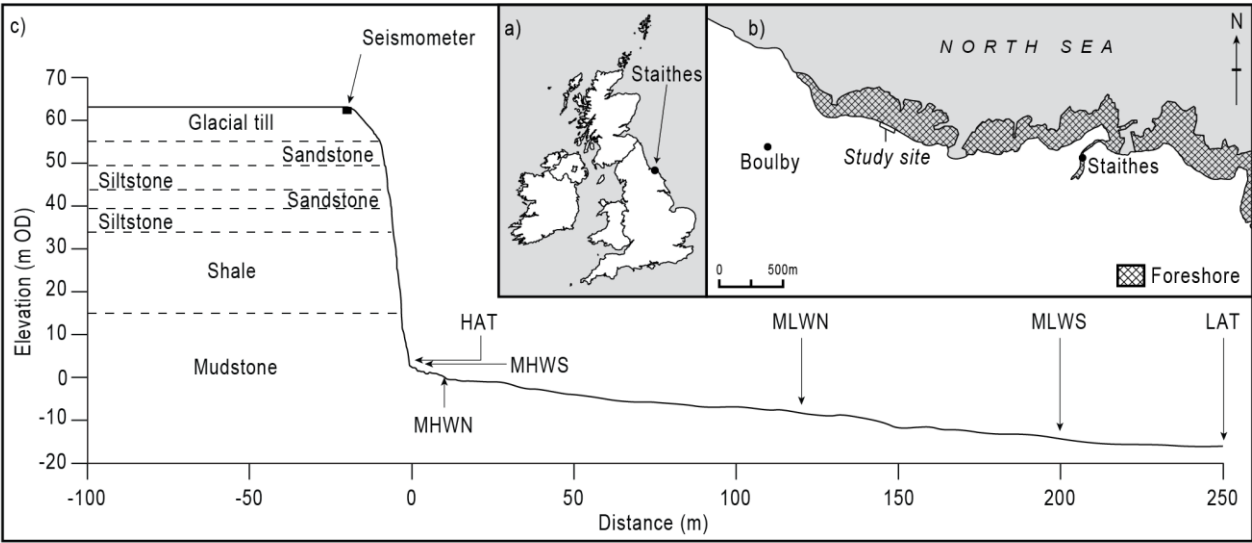 c)
Seismometer
70
60
50
40
30
20
10
0
-10
-20
Elevation (m OD)
Glacial till
Sandstone
Siltstone
Sandstone
Siltstone
Shale
Mudstone
HAT
MHWS
MHWN
MLWN
MLWS
LAT
-100
-50
0
50
100
150
200
250
Distance (m)
a)
Staithes
b)
NORTH SEA
N
Boulby
Study site
Staithes
0
500m
Foreshore